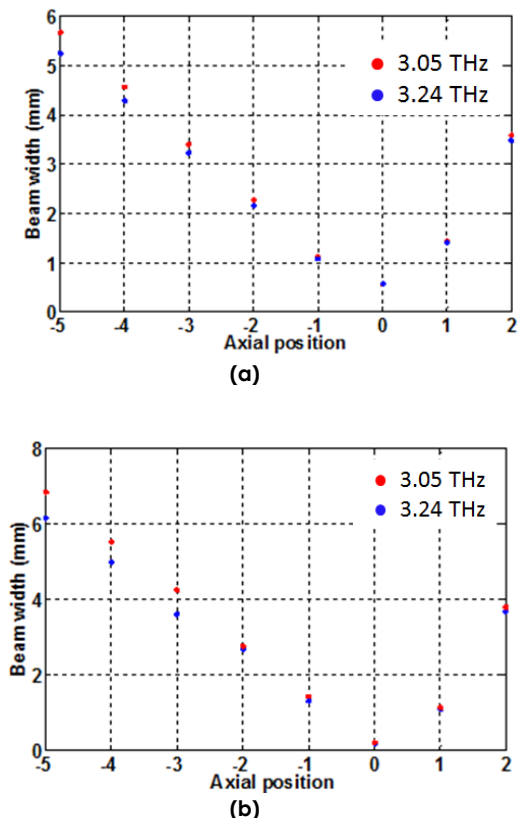 6
5
4
3
2
1
0
Beam width (mm)
3.05 THz
3.24 THz
-5 -4 -3 -2 -1 0 1 2
Axial position
(a)
8
6
4
2
0
Beam width (mm)
3.05 THz
3.24 THz
-5 -4 -3 -2 -1 0 1 2
Axial position
(b)